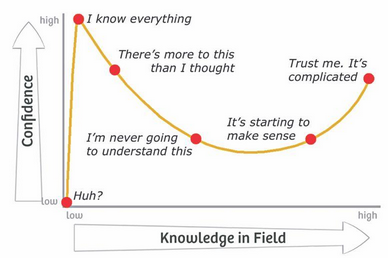 high
I know everything
There's more to this
than I thought
Trust me. It's
complicated
Confidence
I'm never going
to understand this
It's starting to
make sense
Huh?
low
low
high
Knowledge in Field